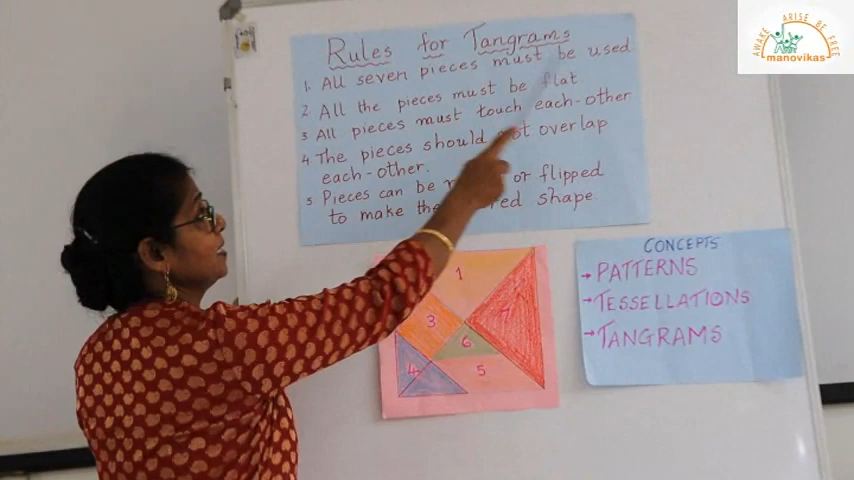 Rules for Tangrams
1. All seven pieces must be used
2. All the pieces must be flat
3 All pieces must touch each-other
4 The pieces should overlap
each-other.
5 Pieces can be or flipped
to make the shape.
1
3
7
6
4
5
CONCEPTS
→ PATTERNS
→ TESSELLATIONS
→ TANGRAMS
AWAKE ARISE BE FREE
manovikas